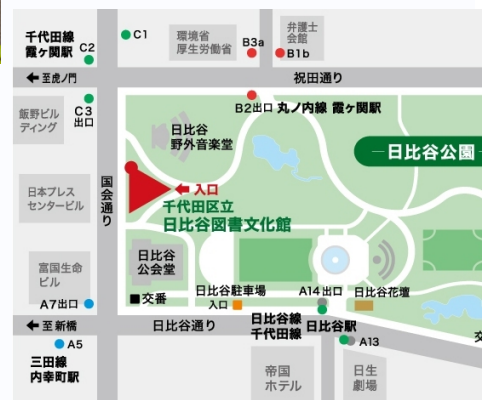 千代田線
霞ヶ関駅
C2
C1
環境省
厚生労働省
B3a
弁護士
会館
B1b
至虎ノ門
祝田通り
飯野ビル
ディング
C3
出口
B2出口 丸ノ内線 霞ヶ関駅
日比谷
野外音楽堂
日比谷公園
日本プレス
センタービル
国会通り
入口
千代田区立
日比谷図書文化館
富国生命
ビル
日比谷
公会堂
A7出口
交番
日比谷駐車場
入口
A14出口
日比谷花壇
至新橋
日比谷通り
日比谷線
千代田線
日比谷駅
A13
交
A5
三田線
内幸町駅
帝国
ホテル
日生
劇場